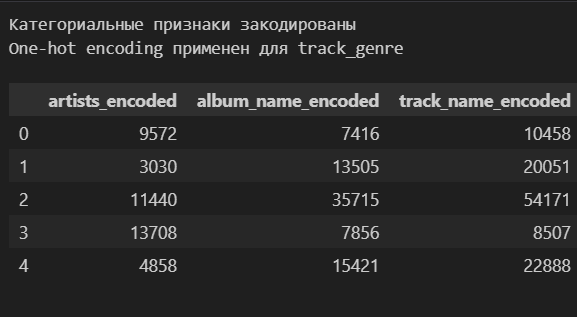 Категориальные признаки закодированы
One-hot encoding применен для track_genre
artists_encoded album_name_encoded track_name_encoded
0 9572 7416 10458
1 3030 13505 20051
2 11440 35715 54171
3 13708 7856 8507
4 4858 15421 22888